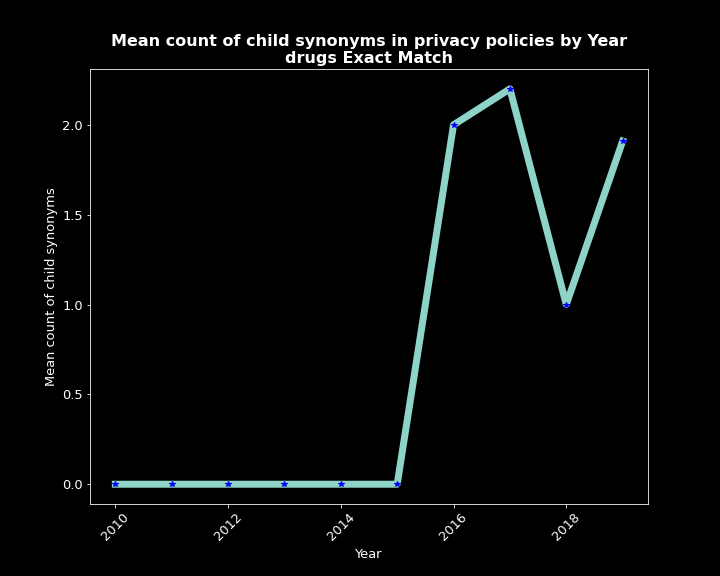 Mean count of child synonyms in privacy policies by Year
drugs Exact Match
Mean count of child synonyms
2.0
1.5
1.0
0.5
0.0
2010
2012
2014
2016
2018
Year